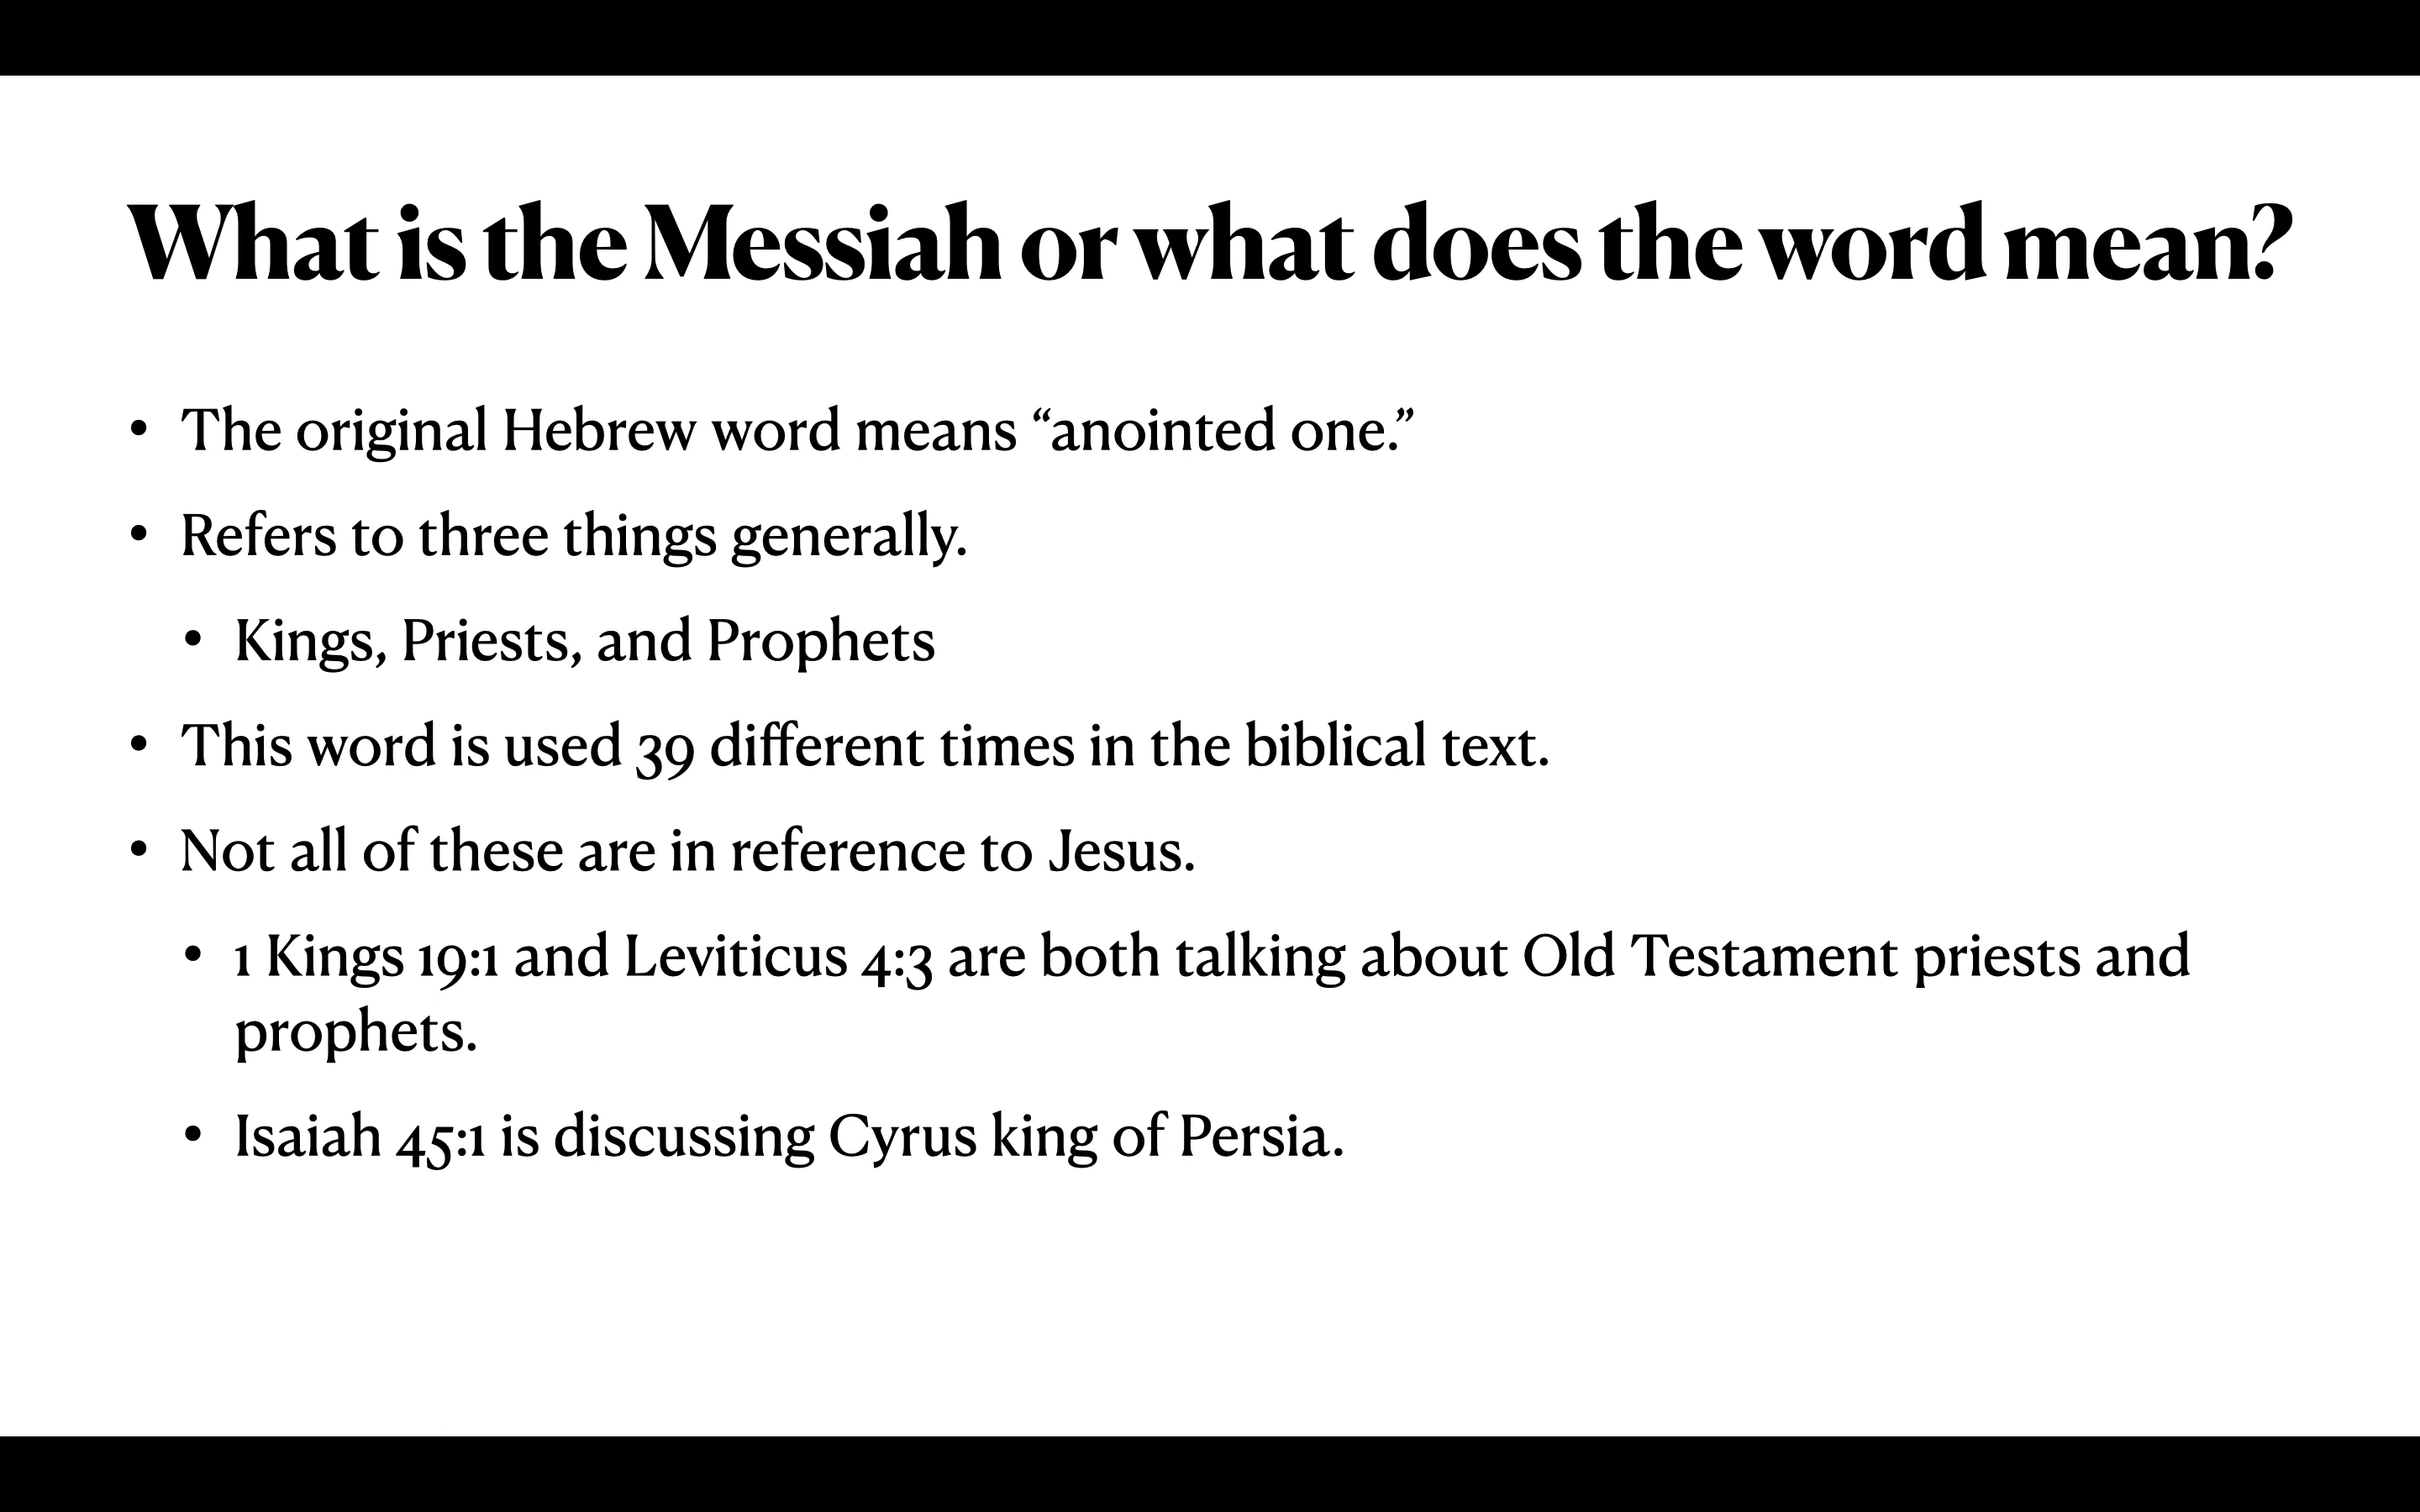 What is the Messiah or what does the word mean?
• The original Hebrew word means “anointed one.”
• Refers to three things generally.
• Kings, Priests, and Prophets
• This word is used 39 different times in the biblical text.
• Not all of these are in reference to Jesus.
• 1 Kings 19:1 and Leviticus 4:3 are both talking about Old Testament priests and
prophets.
• Isaiah 45:1 is discussing Cyrus king of Persia.